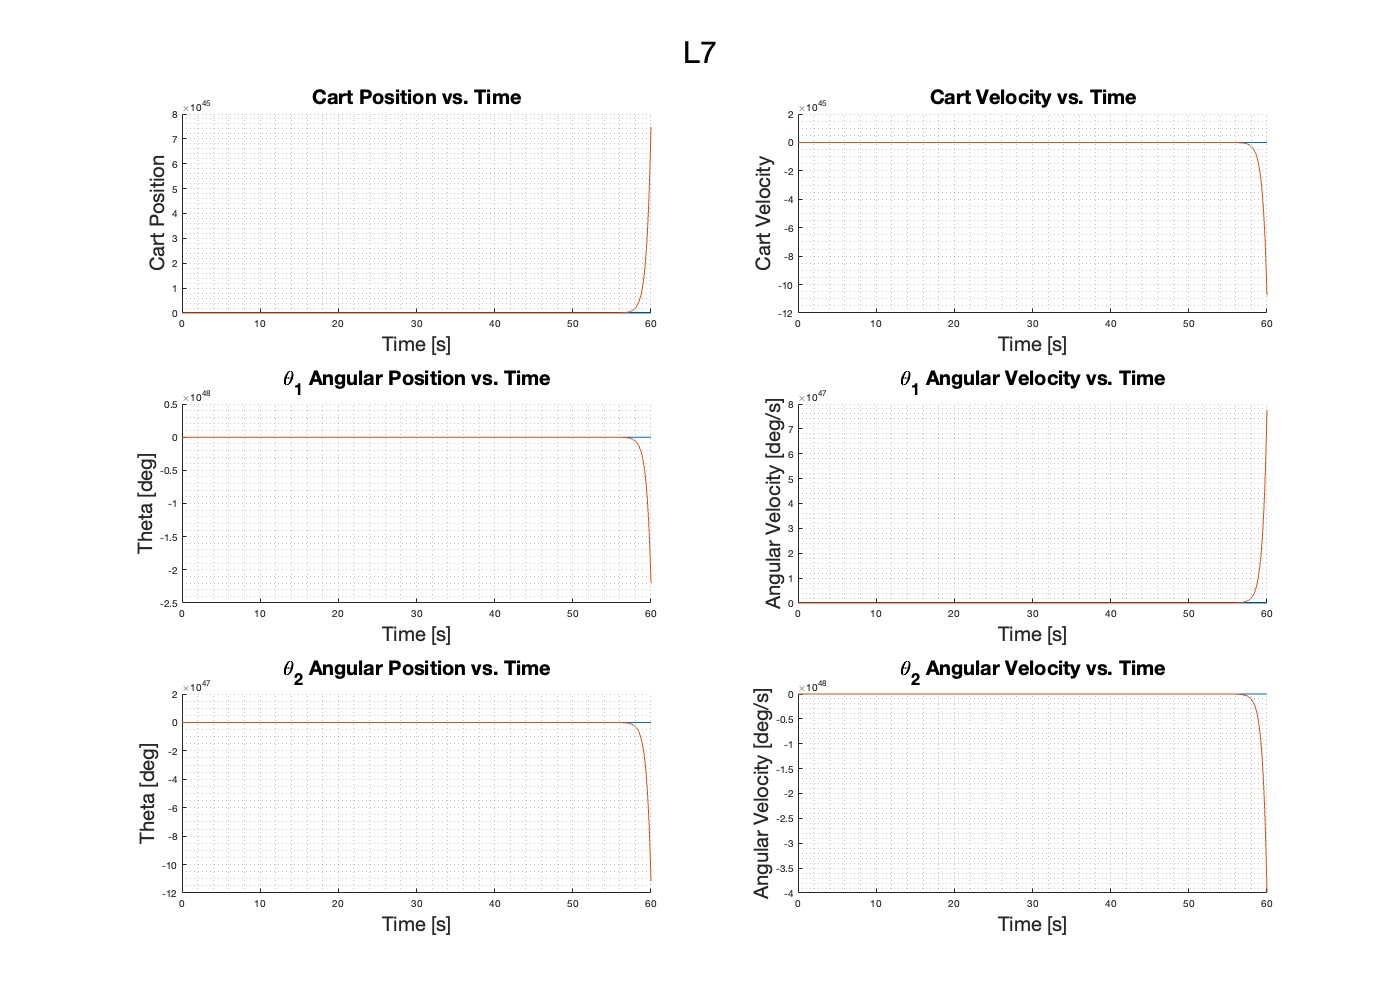 L7
Cart Position vs. Time
×10^45
8
7
6
5
4
3
2
1
0
Cart Position
0 10 20 30 40 50 60
Time [s]
Cart Velocity vs. Time
×10^45
2
0
-2
-4
-6
-8
-10
-12
Cart Velocity
0 10 20 30 40 50 60
Time [s]
θ1 Angular Position vs. Time
×10^48
0.5
0
-0.5
-1
-1.5
-2
-2.5
Theta [deg]
0 10 20 30 40 50 60
Time [s]
θ1 Angular Velocity vs. Time
×10^47
8
7
6
5
4
3
2
1
0
Angular Velocity [deg/s]
0 10 20 30 40 50 60
Time [s]
θ2 Angular Position vs. Time
×10^47
2
0
-2
-4
-6
-8
-10
-12
Theta [deg]
0 10 20 30 40 50 60
Time [s]
θ2 Angular Velocity vs. Time
×10^48
0
-0.5
-1
-1.5
-2
-2.5
-3
-3.5
-4
Angular Velocity [deg/s]
0 10 20 30 40 50 60
Time [s]